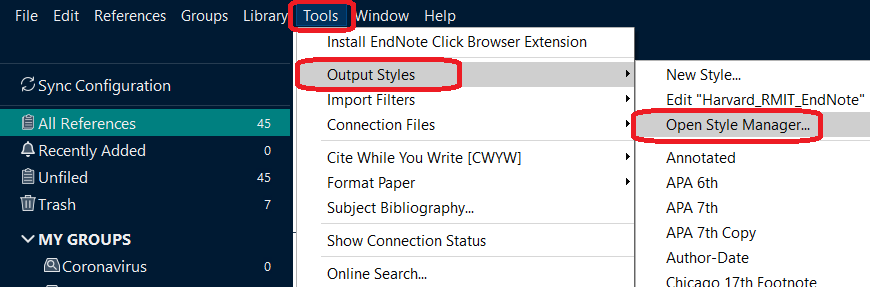 File Edit References Groups Library Tools Window Help
Sync Configuration
All References 45
Recently Added 0
Unfiled 45
Trash 7
MY GROUPS
Coronavirus 0
Install EndNote Click Browser Extension
Output Styles
Import Filters
Connection Files
Cite While You Write [CWYW]
Format Paper
Subject Bibliography...
Show Connection Status
Online Search...
New Style...
Edit "Harvard_RMIT_EndNote"
Open Style Manager...
Annotated
APA 6th
APA 7th
APA 7th Copy
Author-Date
Chicago 17th Footnote